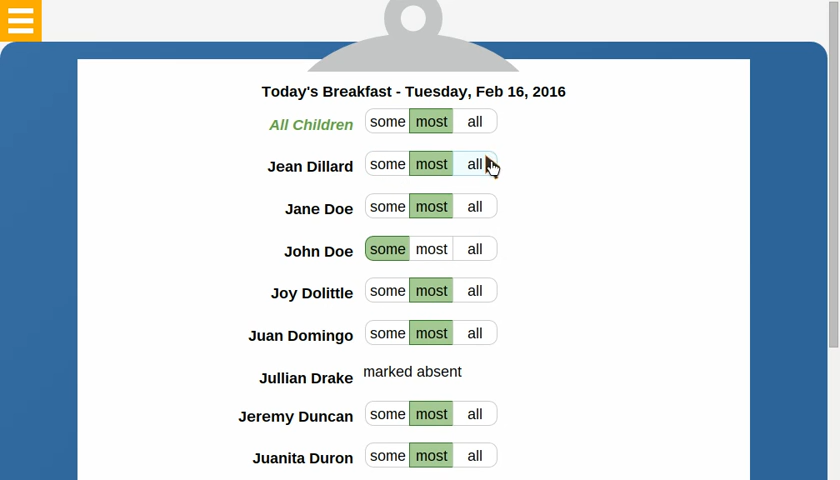 Today's Breakfast - Tuesday, Feb 16, 2016
All Children some most all
Jean Dillard some most all
Jane Doe some most all
John Doe some most all
Joy Dolittle some most all
Juan Domingo some most all
Jullian Drake marked absent
Jeremy Duncan some most all
Juanita Duron some most all